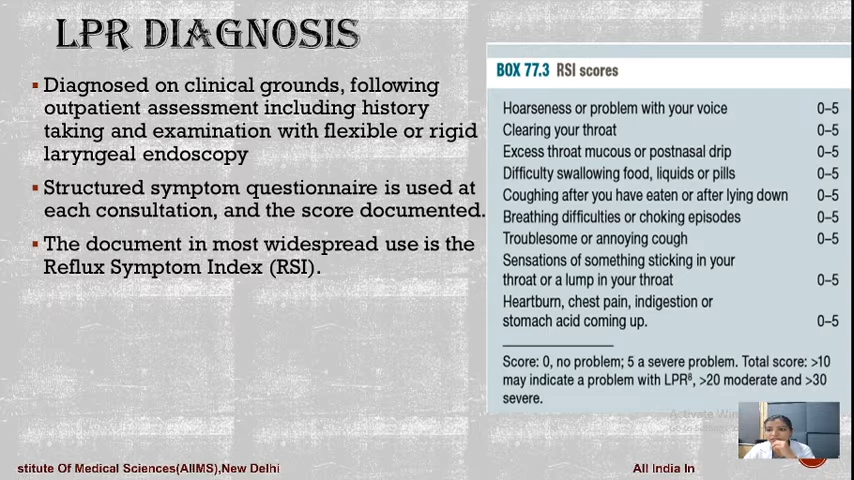 LPR DIAGNOSIS
▪ Diagnosed on clinical grounds, following
outpatient assessment including history
taking and examination with flexible or rigid
laryngeal endoscopy
▪ Structured symptom questionnaire is used at
each consultation, and the score documented.
▪ The document in most widespread use is the
Reflux Symptom Index (RSI).
BOX 77.3 RSI scores
Hoarseness or problem with your voice 0–5
Clearing your throat 0–5
Excess throat mucous or postnasal drip 0–5
Difficulty swallowing food, liquids or pills 0–5
Coughing after you have eaten or after lying down 0–5
Breathing difficulties or choking episodes 0–5
Troublesome or annoying cough 0–5
Sensations of something sticking in your
throat or a lump in your throat 0–5
Heartburn, chest pain, indigestion or
stomach acid coming up. 0–5
Score: 0, no problem; 5 a severe problem. Total score: >10
may indicate a problem with LPR⁸, >20 moderate and >30
severe.
Activate Win
Go to Settings
stitute Of Medical Sciences(AIIMS),New Delhi
All India In